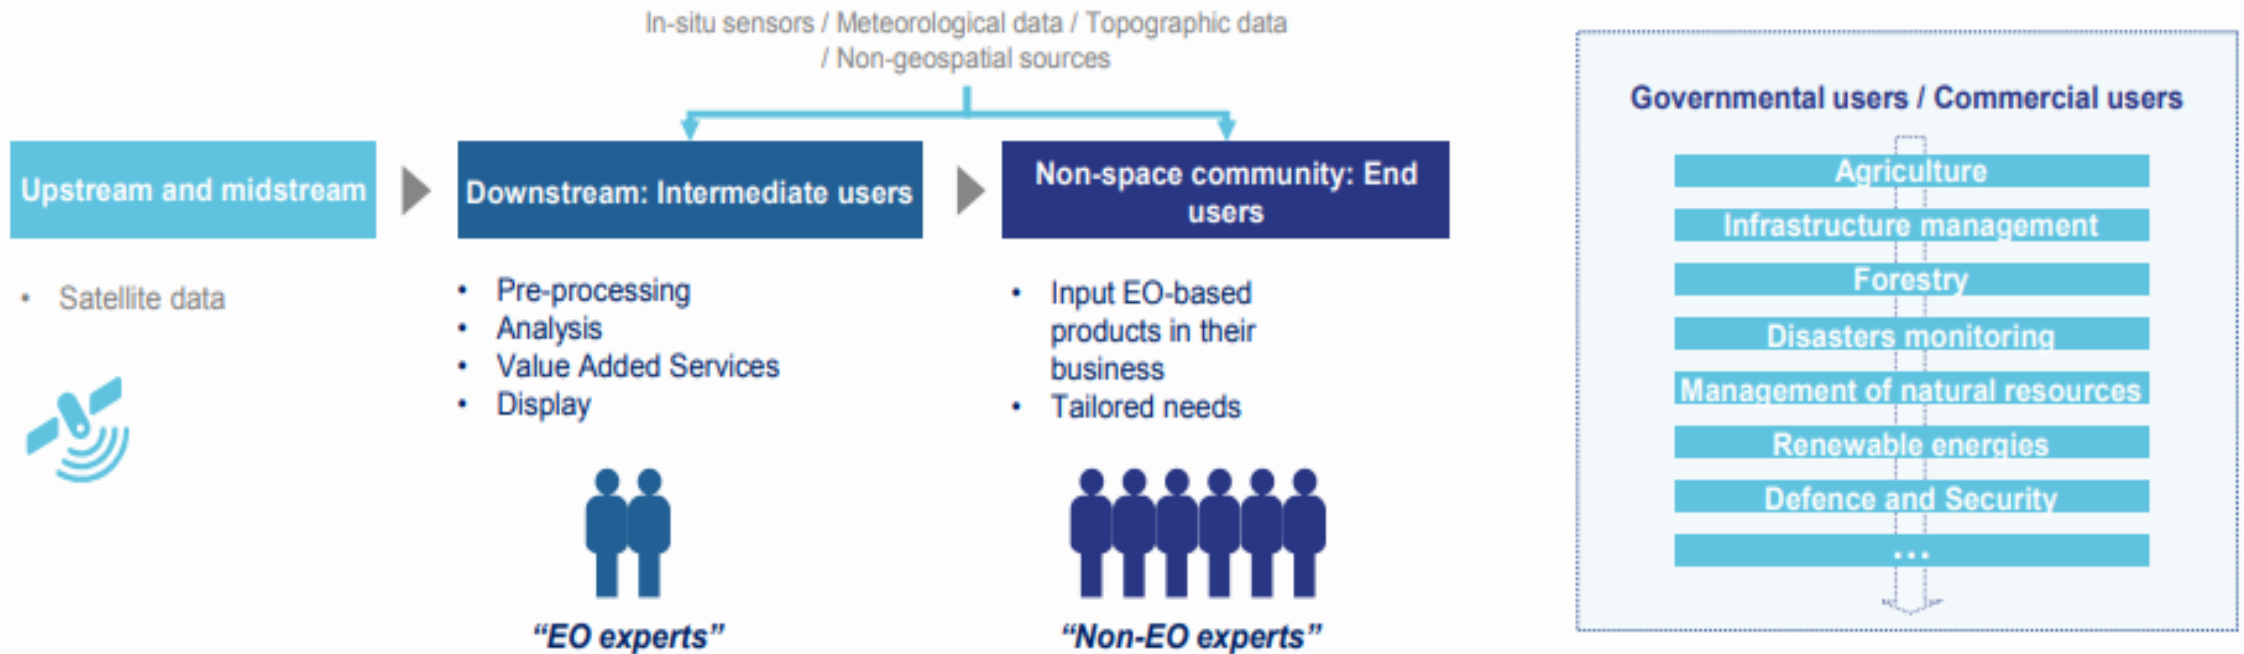 In-situ sensors / Meteorological data / Topographic data
/ Non-geospatial sources
Upstream and midstream
Downstream: Intermediate users
Non-space community: End
users
• Satellite data
• Pre-processing
• Analysis
• Value Added Services
• Display
• Input EO-based
products in their
business
• Tailored needs
“EO experts”
“Non-EO experts”
Governmental users / Commercial users
Agriculture
Infrastructure management
Forestry
Disasters monitoring
Management of natural resources
Renewable energies
Defence and Security
...